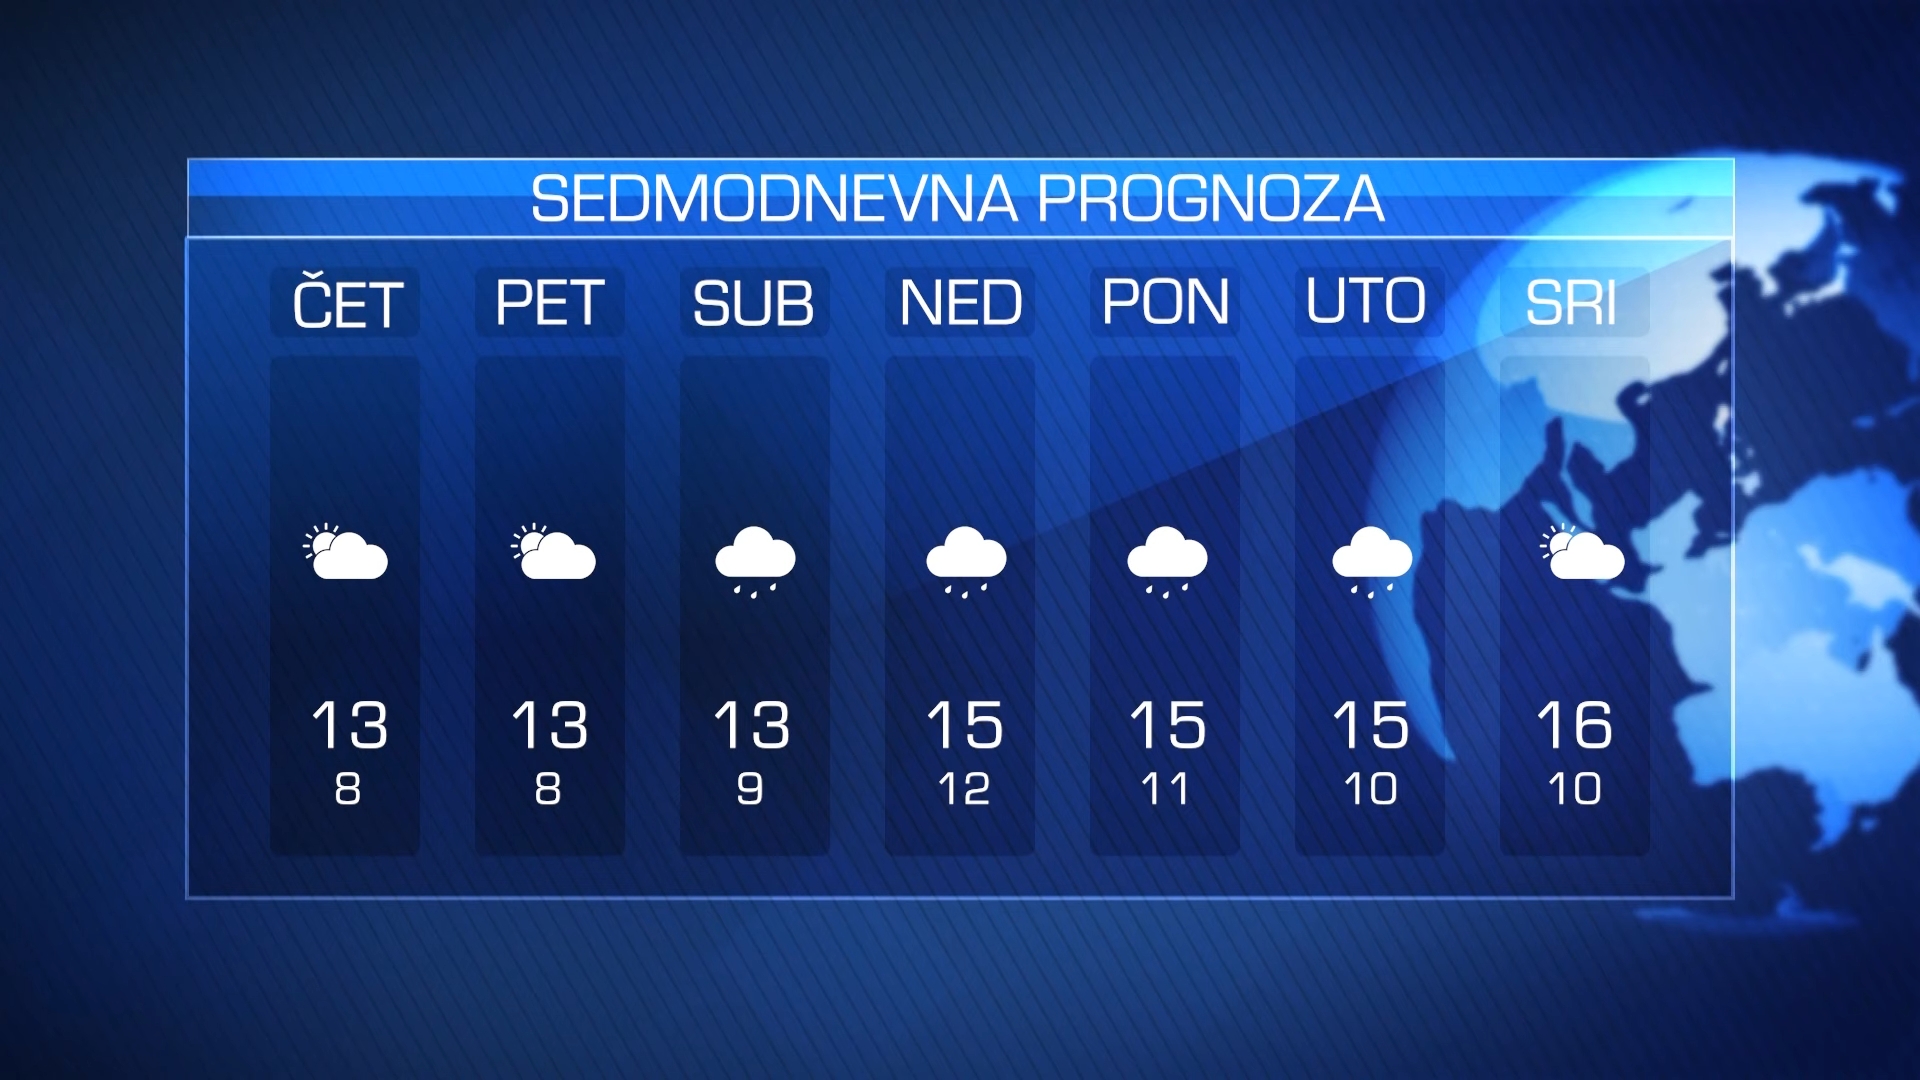 SEDMODNEVNA PROGNOZA
ČET PET SUB NED PON UTO SRI
13 13 13 15 15 15 16
8 8 9 12 11 10 10